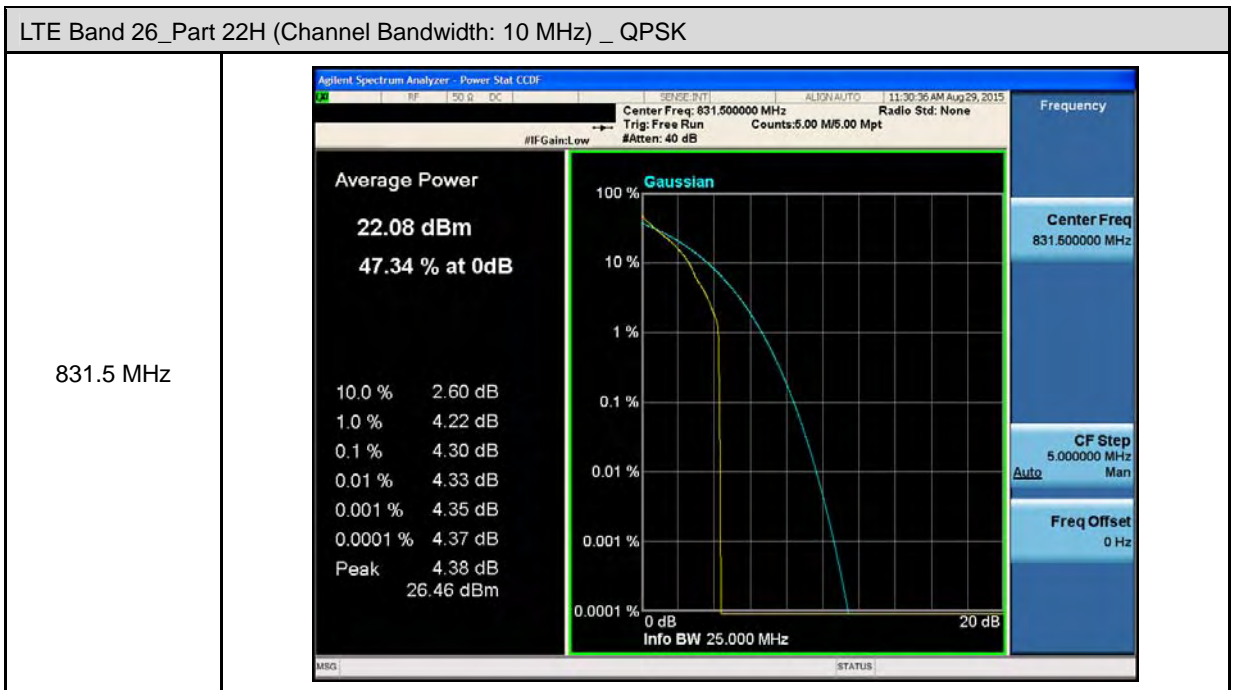 LTE Band 26_Part 22H (Channel Bandwidth: 10 MHz) _ QPSK
831.5 MHz
Agilent Spectrum Analyzer - Power Stat CCDF
RF 50 Ω DC SENSE:INT ALIGN AUTO 11:30:36 AM Aug 29, 2015
Center Freq: 831.500000 MHz Radio Std: None
Trig: Free Run Counts:5.00 M/5.00 Mpt
#IFGain:Low #Atten: 40 dB
Average Power
22.08 dBm
47.34 % at 0dB
10.0 % 2.60 dB
1.0 % 4.22 dB
0.1 % 4.30 dB
0.01 % 4.33 dB
0.001 % 4.35 dB
0.0001 % 4.37 dB
Peak 4.38 dB
26.46 dBm
Gaussian
100 %
10 %
1 %
0.1 %
0.01 %
0.001 %
0.0001 %
0 dB 20 dB
Info BW 25.000 MHz
Frequency
Center Freq
831.500000 MHz
CF Step
5.000000 MHz
Auto Man
Freq Offset
0 Hz
MSG STATUS